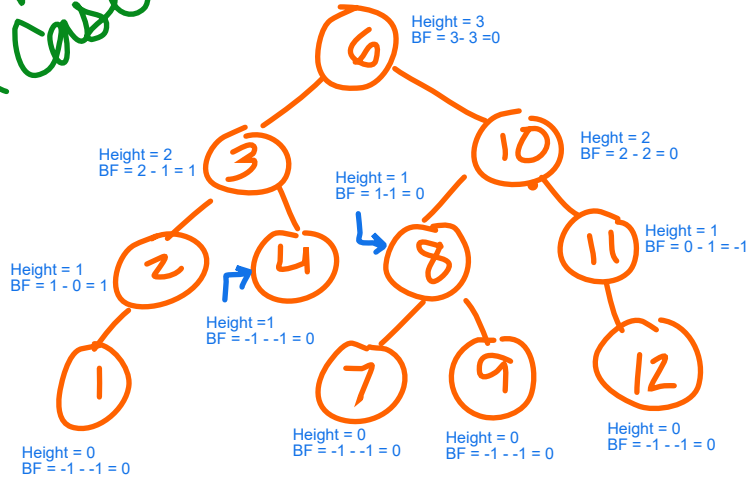 Case
Height = 3
BF = 3- 3 =0
6
Height = 2
BF = 2 - 1 = 1
3
10
Height = 2
BF = 2 - 2 = 0
Height = 1
BF = 1-1 = 0
Height = 1
BF = 1 - 0 = 1
2
4
8
11
Height = 1
BF = 0 - 1 = -1
Height =1
BF = -1 - -1 = 0
1
7
9
12
Height = 0
BF = -1 - -1 = 0
Height = 0
BF = -1 - -1 = 0
Height = 0
BF = -1 - -1 = 0
Height = 0
BF = -1 - -1 = 0